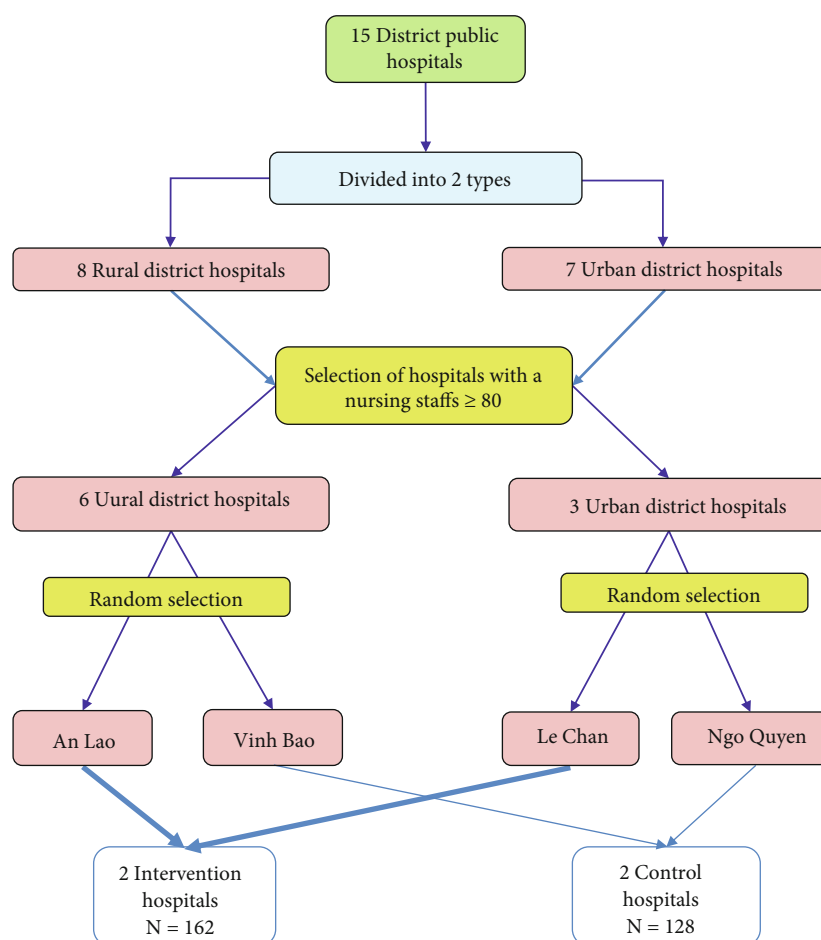 15 District public
hospitals
Divided into 2 types
8 Rural district hospitals
7 Urban district hospitals
Selection of hospitals with a
nursing staffs ≥ 80
6 Uural district hospitals
3 Urban district hospitals
Random selection
Random selection
An Lao
Vinh Bao
Le Chan
Ngo Quyen
2 Intervention
hospitals
N = 162
2 Control
hospitals
N = 128